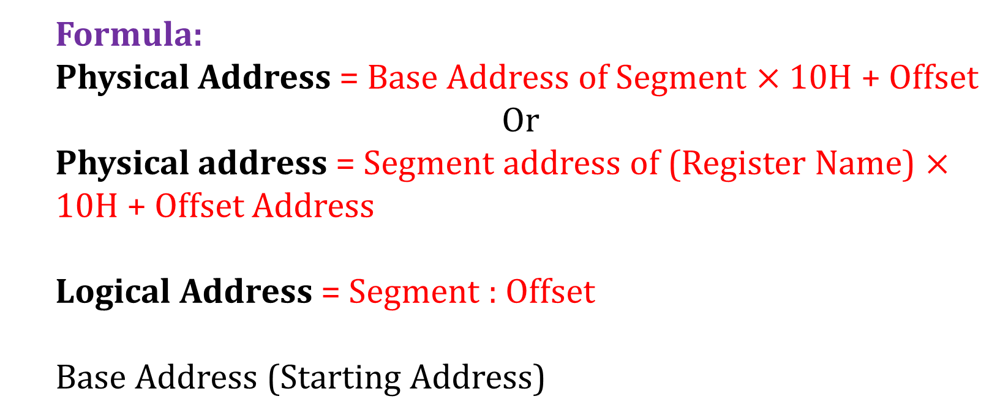 Formula:
Physical Address = Base Address of Segment × 10H + Offset
Or
Physical address = Segment address of (Register Name) ×
10H + Offset Address
Logical Address = Segment : Offset
Base Address (Starting Address)